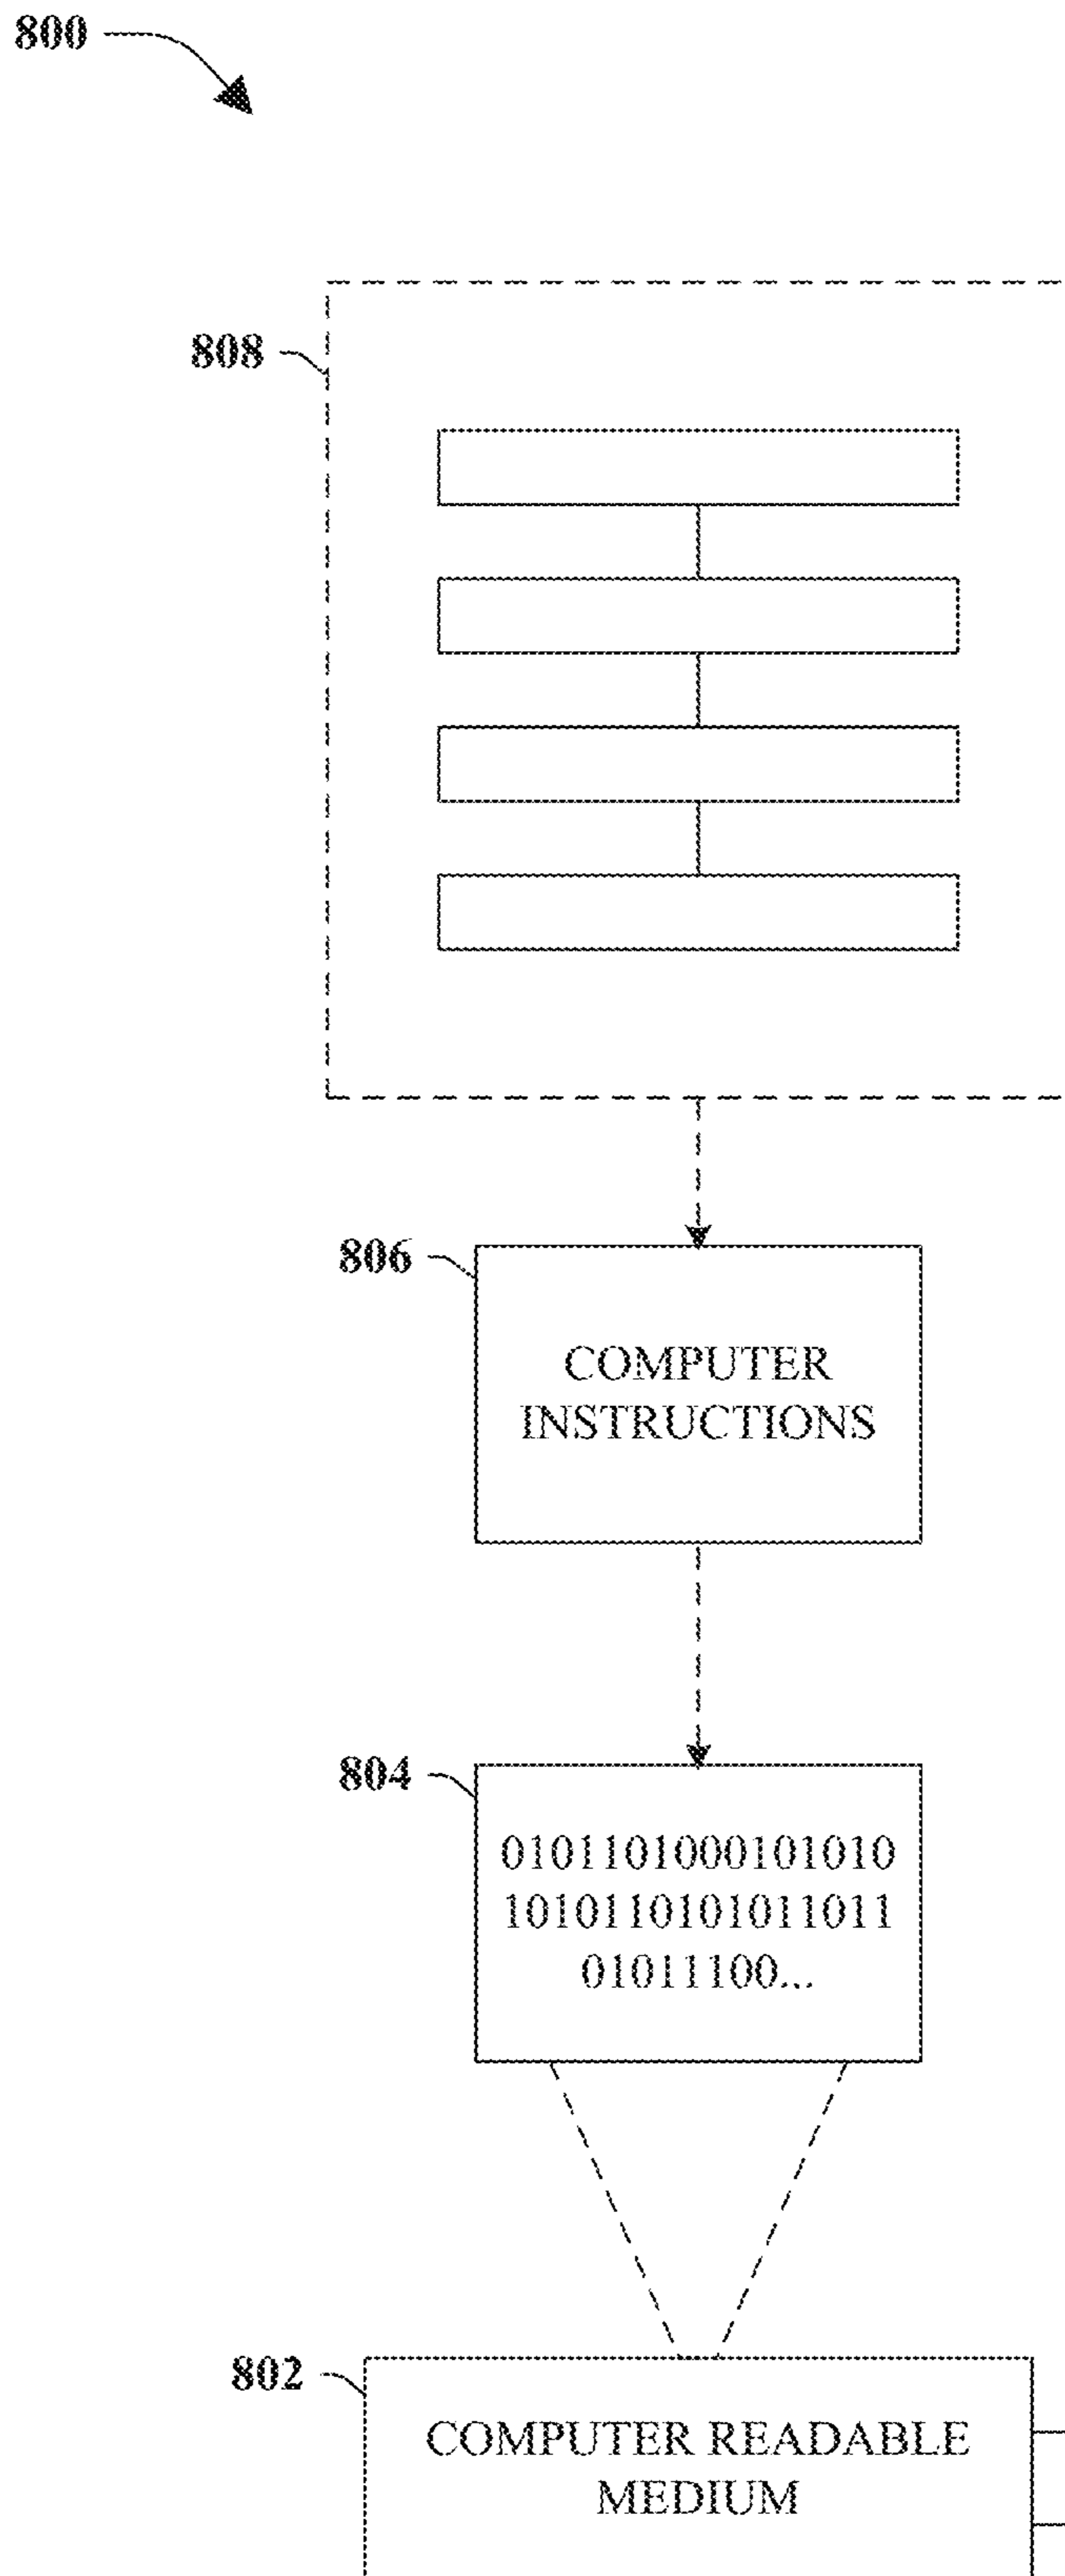 800
808
806
COMPUTER
INSTRUCTIONS
804
0101101000101010
1010110101011011
01011100...
802
COMPUTER READABLE
MEDIUM